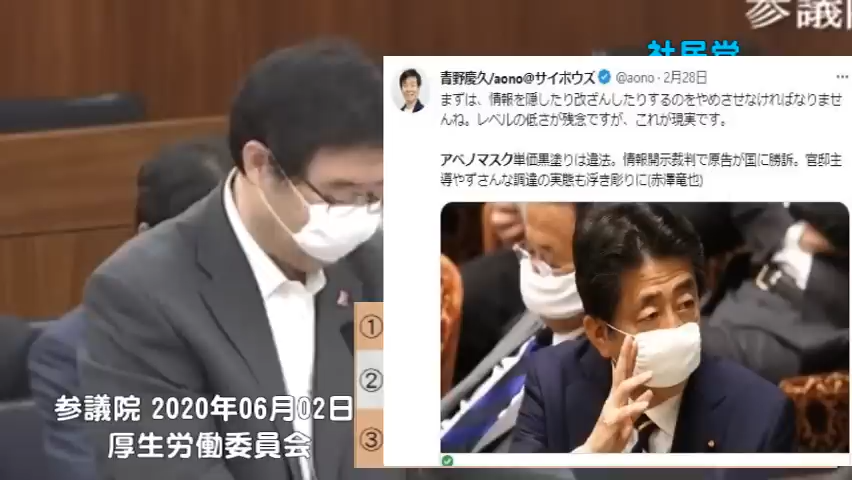 参議院
社民党
青野慶久/aono@サイボウズ @aono · 2月28日 ···
まずは、情報を隠したり改ざんしたりするのをやめさせなければなりませ
んね。レベルの低さが残念ですが、これが現実です。
アベノマスク単価黒塗りは違法。情報開示裁判で原告が国に勝訴。官邸主
導やずさんな調達の実態も浮き彫りに(赤澤竜也)
①
②
③
参議院 2020年06月02日
厚生労働委員会